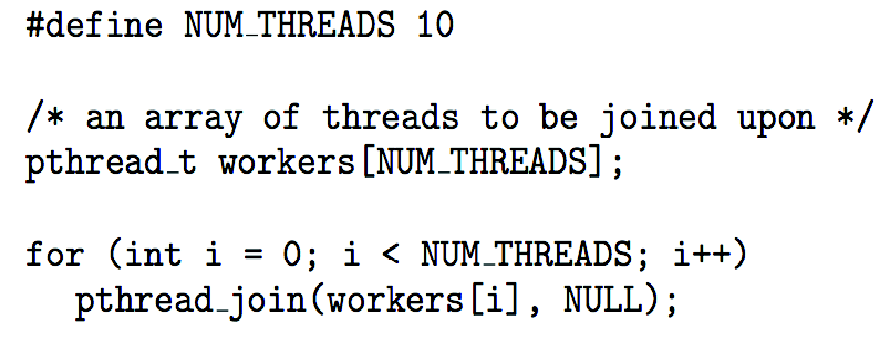 #define NUM_THREADS 10
/* an array of threads to be joined upon */
pthread_t workers[NUM_THREADS];
for (int i = 0; i < NUM_THREADS; i++)
pthread_join(workers[i], NULL);